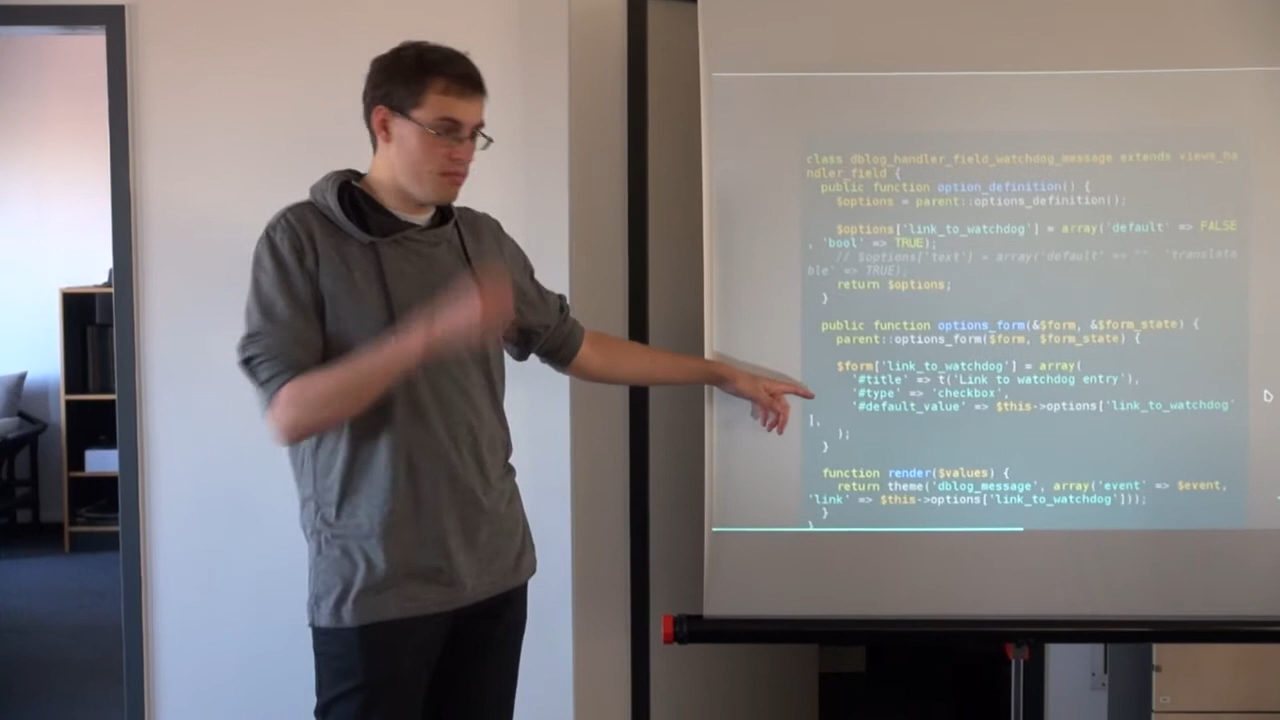 class dblog_handler_field_watchdog_message extends views_ha
ndler_field {
public function option_definition() {
$options = parent::options_definition();
$options['link_to_watchdog'] = array('default' => FALSE
, 'bool' => TRUE);
// $options['text'] = array('default' => "" 'translata
ble' => TRUE);
return $options;
}
public function options_form(&$form, &$form_state) {
parent::options_form($form, $form_state) {
$form['link_to_watchdog'] = array(
'#title' => t('Link to watchdog entry'),
'#type' => 'checkbox',
'#default_value' => $this->options['link_to_watchdog'
],
);
}
function render($values) {
return theme('dblog_message', array('event' => $event,
'link' => $this->options['link_to_watchdog']));
}
}